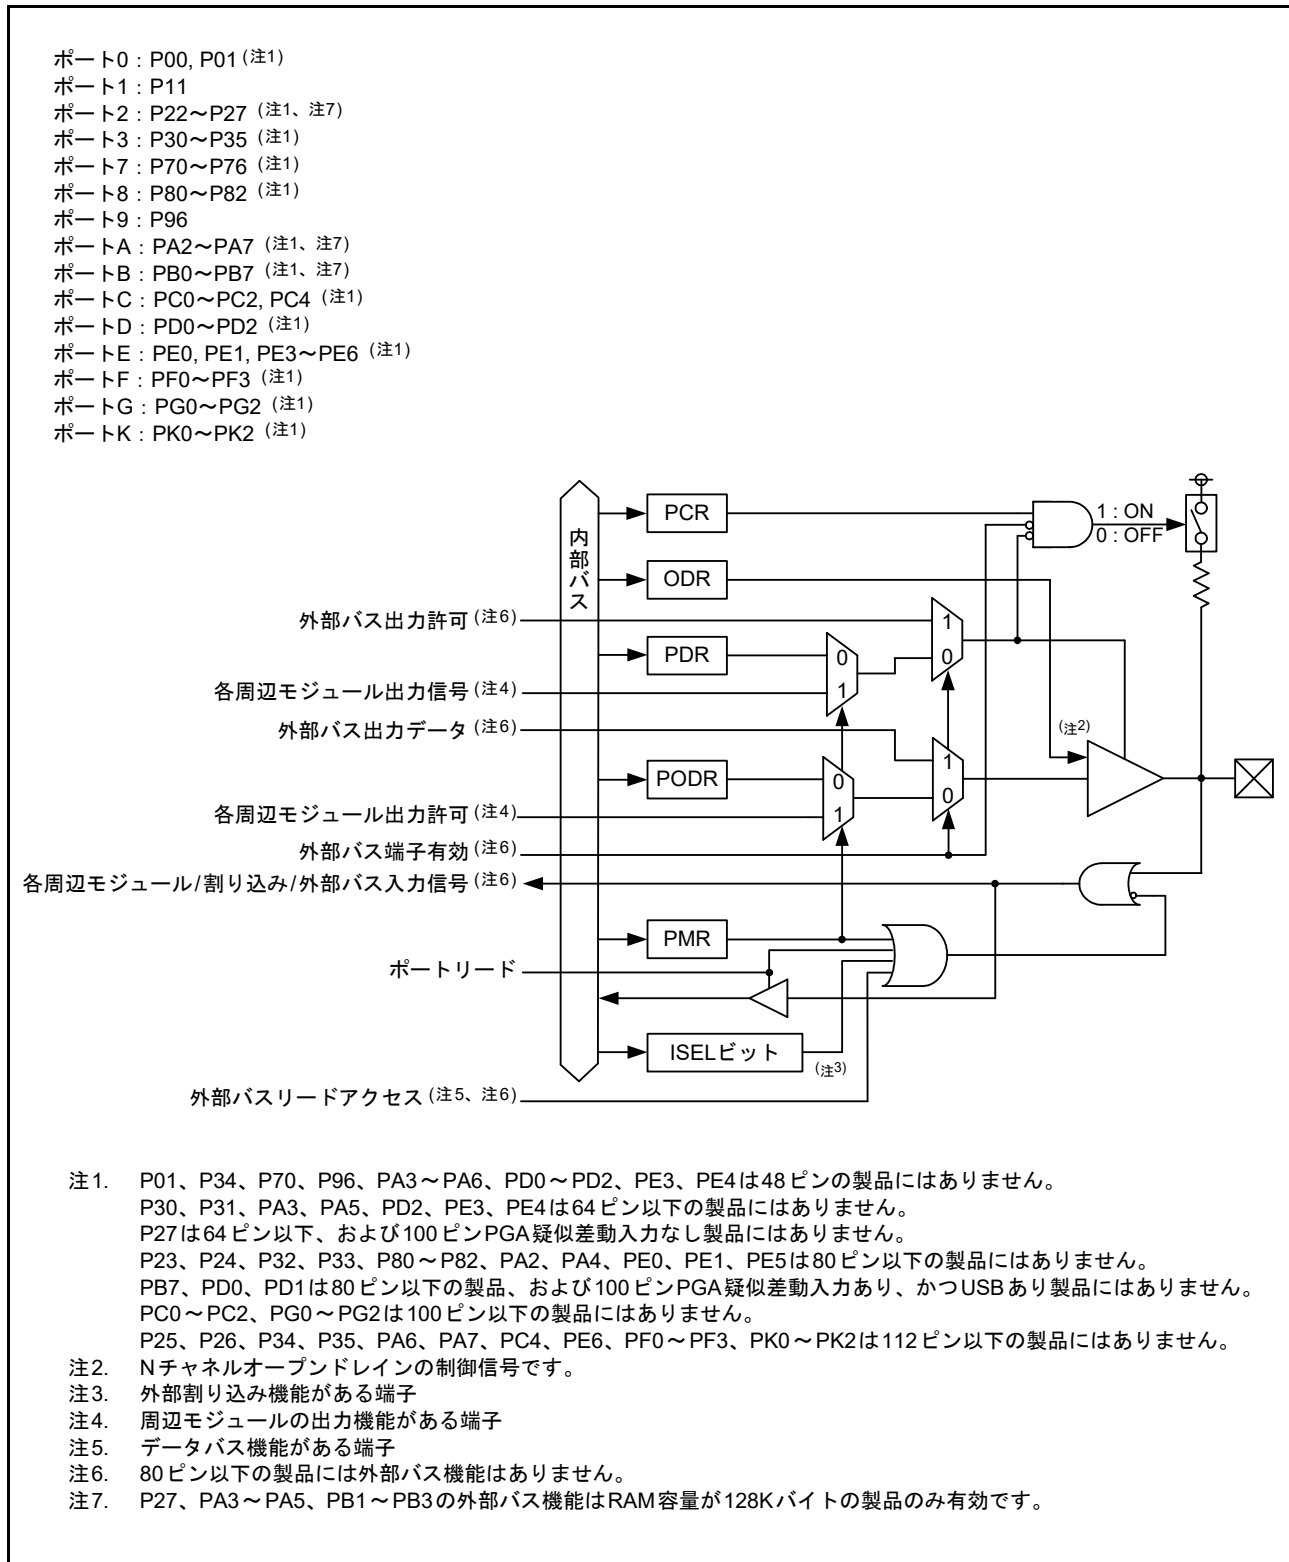 ポート0：P00, P01 (注1)
ポート1：P11
ポート2：P22～P27 (注1、注7)
ポート3：P30～P35 (注1)
ポート7：P70～P76 (注1)
ポート8：P80～P82 (注1)
ポート9：P96
ポートA：PA2～PA7 (注1、注7)
ポートB：PB0～PB7 (注1、注7)
ポートC：PC0～PC2, PC4 (注1)
ポートD：PD0～PD2 (注1)
ポートE：PE0, PE1, PE3～PE6 (注1)
ポートF：PF0～PF3 (注1)
ポートG：PG0～PG2 (注1)
ポートK：PK0～PK2 (注1)
内部バス
PCR
1 : ON
0 : OFF
ODR
外部バス出力許可 (注6)
1
0
PDR
0
1
各周辺モジュール出力信号 (注4)
外部バス出力データ (注6)
(注2)
1
0
PODR
0
1
各周辺モジュール出力許可 (注4)
外部バス端子有効 (注6)
各周辺モジュール/割り込み/外部バス入力信号 (注6)
PMR
ポートリード
ISELビット
(注3)
外部バスリードアクセス (注5、注6)
注1. P01、P34、P70、P96、PA3～PA6、PD0～PD2、PE3、PE4は48ピンの製品にはありません。
P30、P31、PA3、PA5、PD2、PE3、PE4は64ピン以下の製品にはありません。
P27は64ピン以下、および100ピンPGA疑似差動入力なし製品にはありません。
P23、P24、P32、P33、P80～P82、PA2、PA4、PE0、PE1、PE5は80ピン以下の製品にはありません。
PB7、PD0、PD1は80ピン以下の製品、および100ピンPGA疑似差動入力あり、かつUSBあり製品にはありません。
PC0～PC2、PG0～PG2は100ピン以下の製品にはありません。
P25、P26、P34、P35、PA6、PA7、PC4、PE6、PF0～PF3、PK0～PK2は112ピン以下の製品にはありません。
注2. Nチャネルオープンドレインの制御信号です。
注3. 外部割り込み機能がある端子
注4. 周辺モジュールの出力機能がある端子
注5. データバス機能がある端子
注6. 80ピン以下の製品には外部バス機能はありません。
注7. P27、PA3～PA5、PB1～PB3の外部バス機能はRAM容量が128Kバイトの製品のみ有効です。